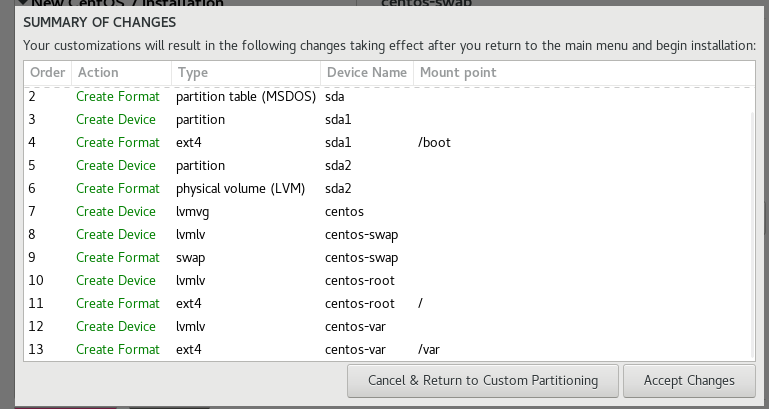 New CentOS 7 Installation
centos-swap
SUMMARY OF CHANGES
Your customizations will result in the following changes taking effect after you return to the main menu and begin installation:
Order Action Type Device Name Mount point
2 Create Format partition table (MSDOS) sda
3 Create Device partition sda1
4 Create Format ext4 sda1 /boot
5 Create Device partition sda2
6 Create Format physical volume (LVM) sda2
7 Create Device lvmvg centos
8 Create Device lvmlv centos-swap
9 Create Format swap centos-swap
10 Create Device lvmlv centos-root
11 Create Format ext4 centos-root /
12 Create Device lvmlv centos-var
13 Create Format ext4 centos-var /var
Cancel & Return to Custom Partitioning Accept Changes